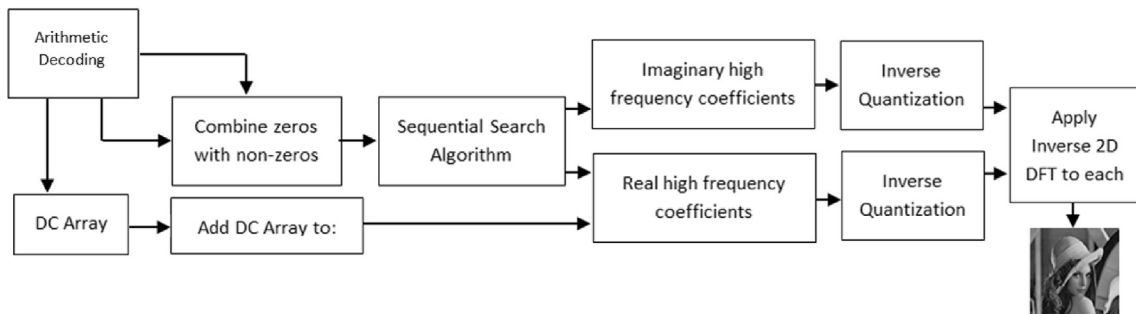 Arithmetic
Decoding
Combine zeros
with non-zeros
Sequential Search
Algorithm
Imaginary high
frequency coefficients
Inverse
Quantization
Apply
Inverse 2D
DFT to each
Real high frequency
coefficients
Inverse
Quantization
DC Array
Add DC Array to: